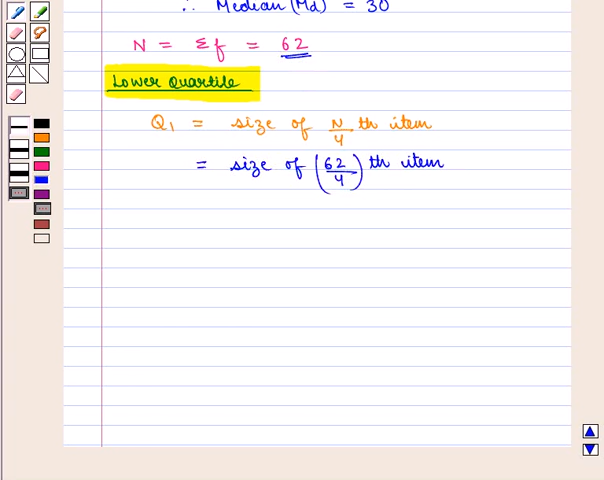 ∴ Median (Md) = 30
N = Σf = 62
Lower Quartile
Q1 = size of N/4 th item
= size of (62/4) th item